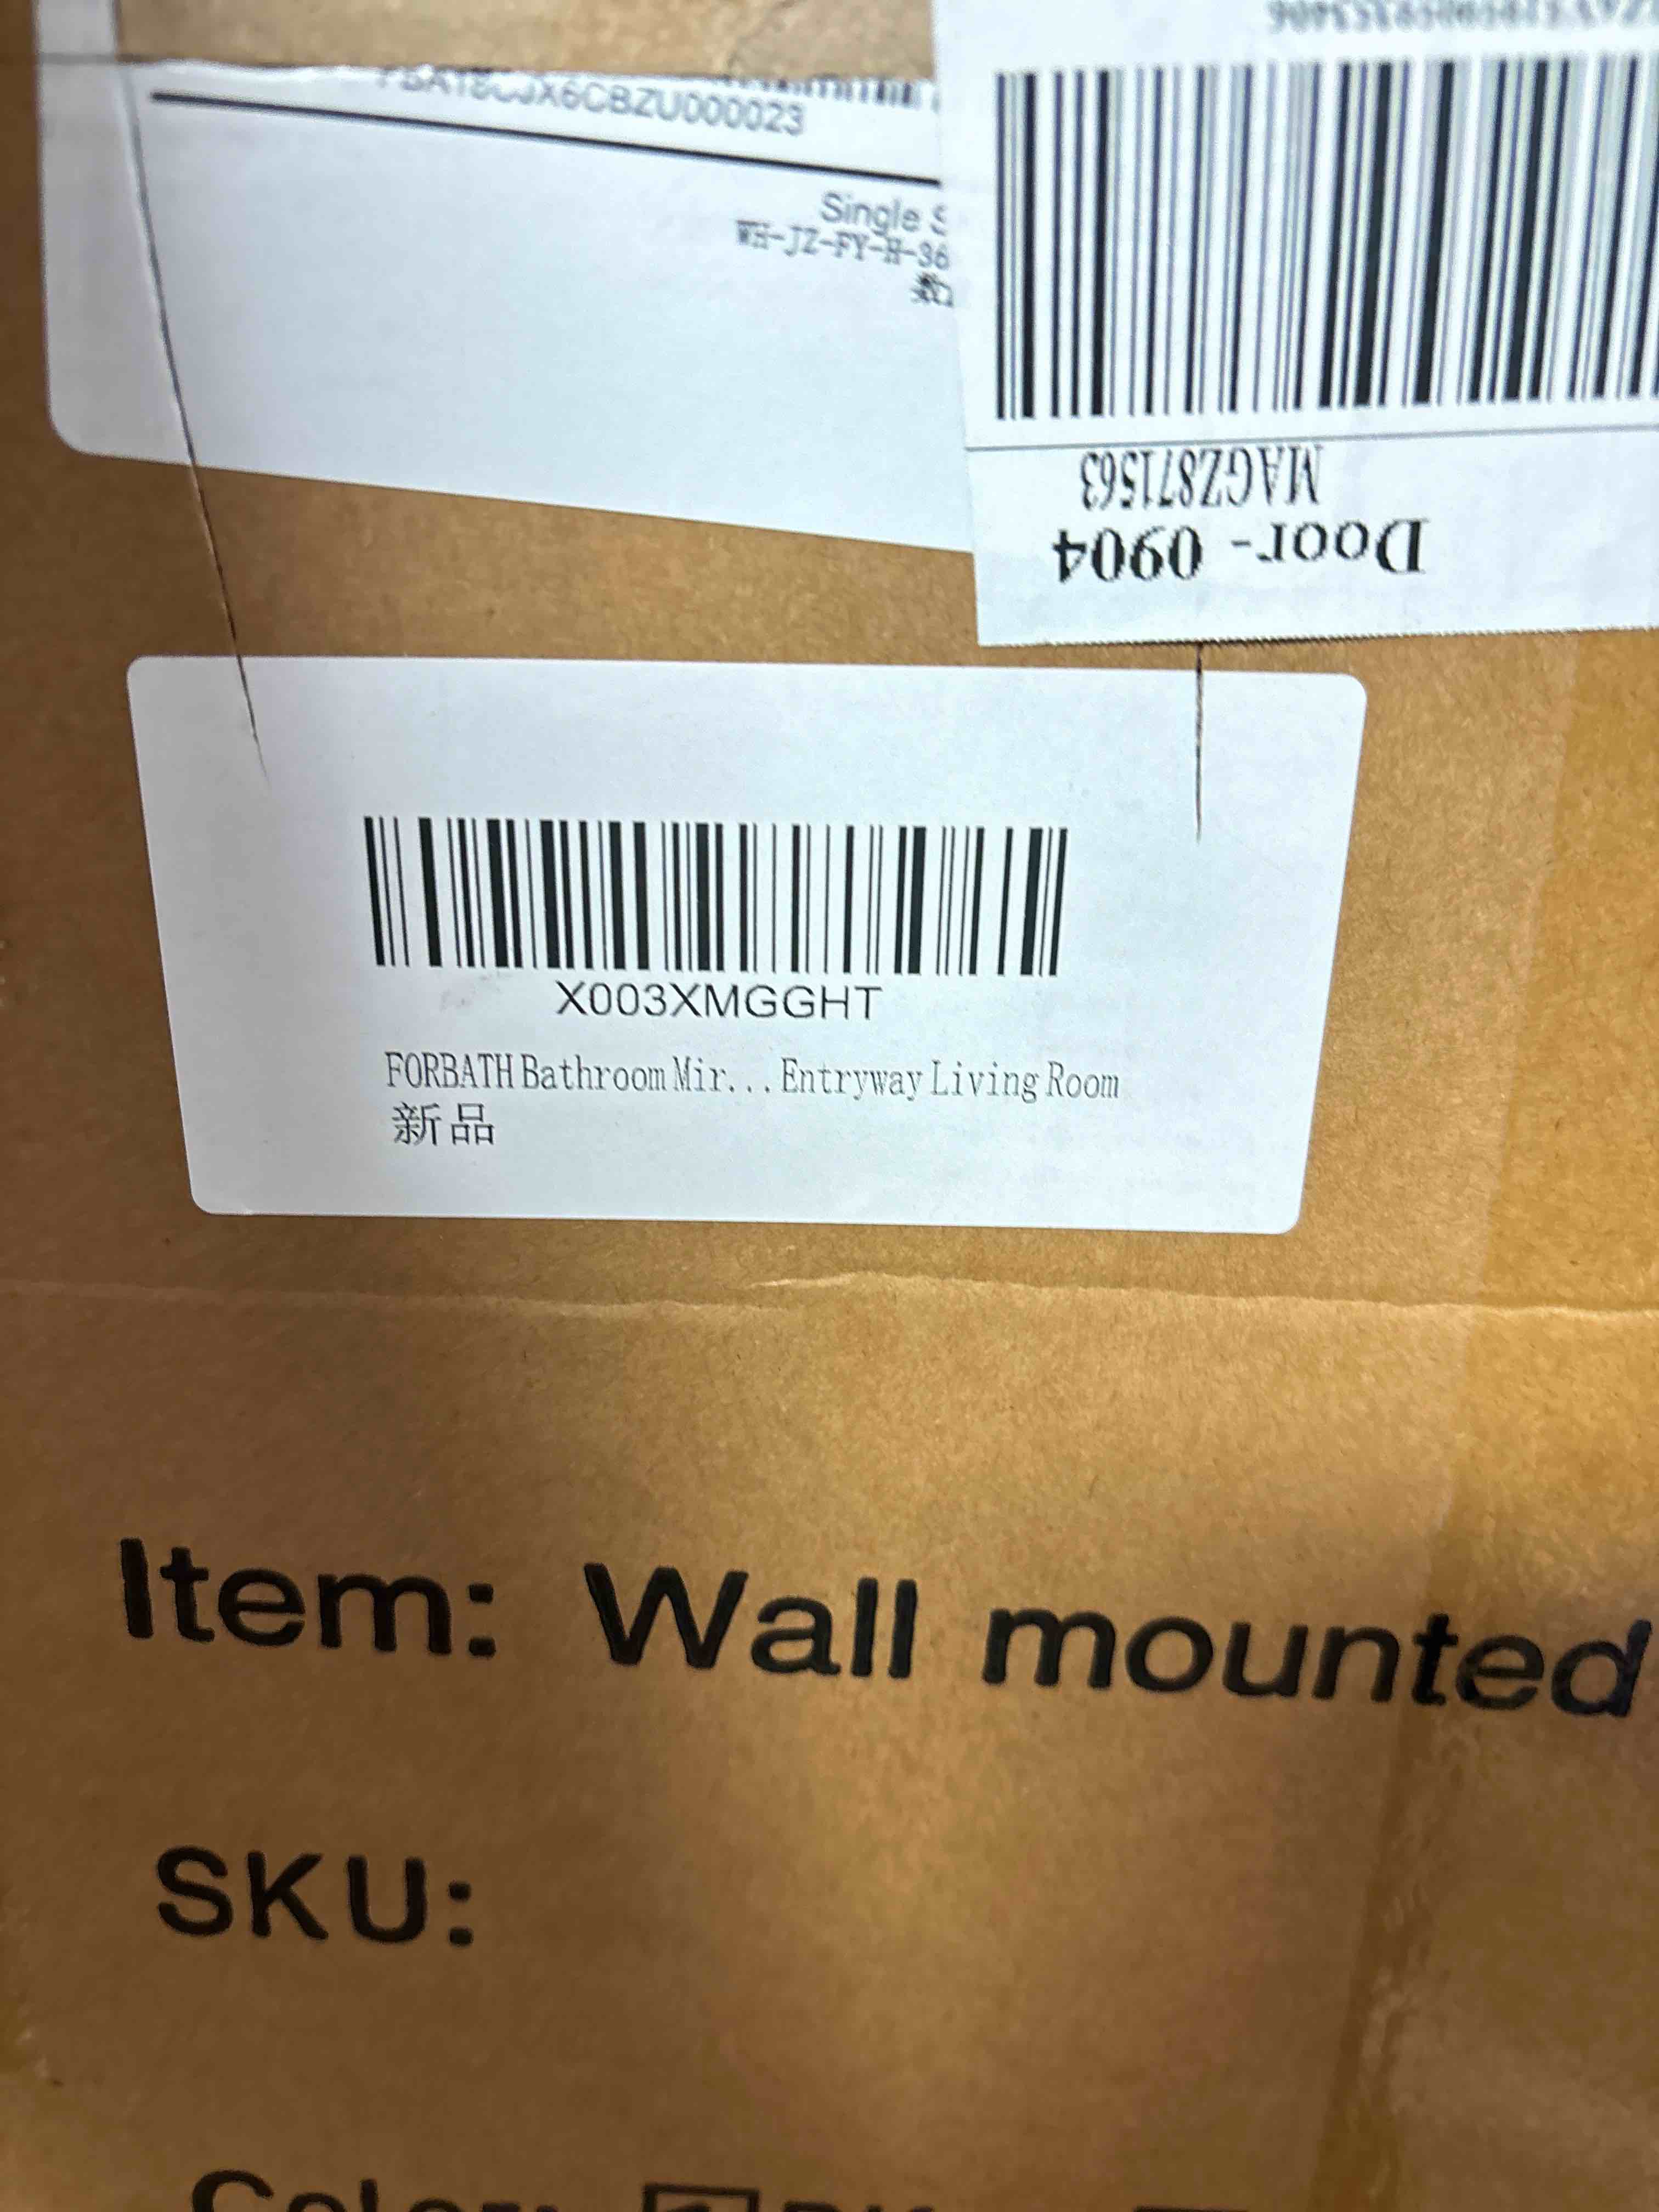 Single
WH-JZ-FY-H-36
MAGZ871563
Door- 0904
X003XMGGHT
FORBATH Bathroom Mir... Entryway Living Room
新品
Item: Wall mounted
SKU:
Color: